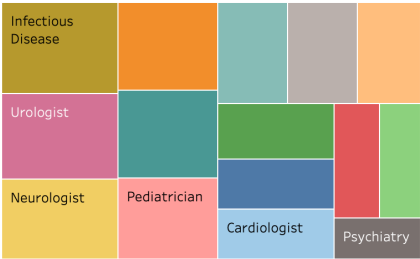 Infectious
Disease
Urologist
Neurologist
Pediatrician
Cardiologist
Psychiatry